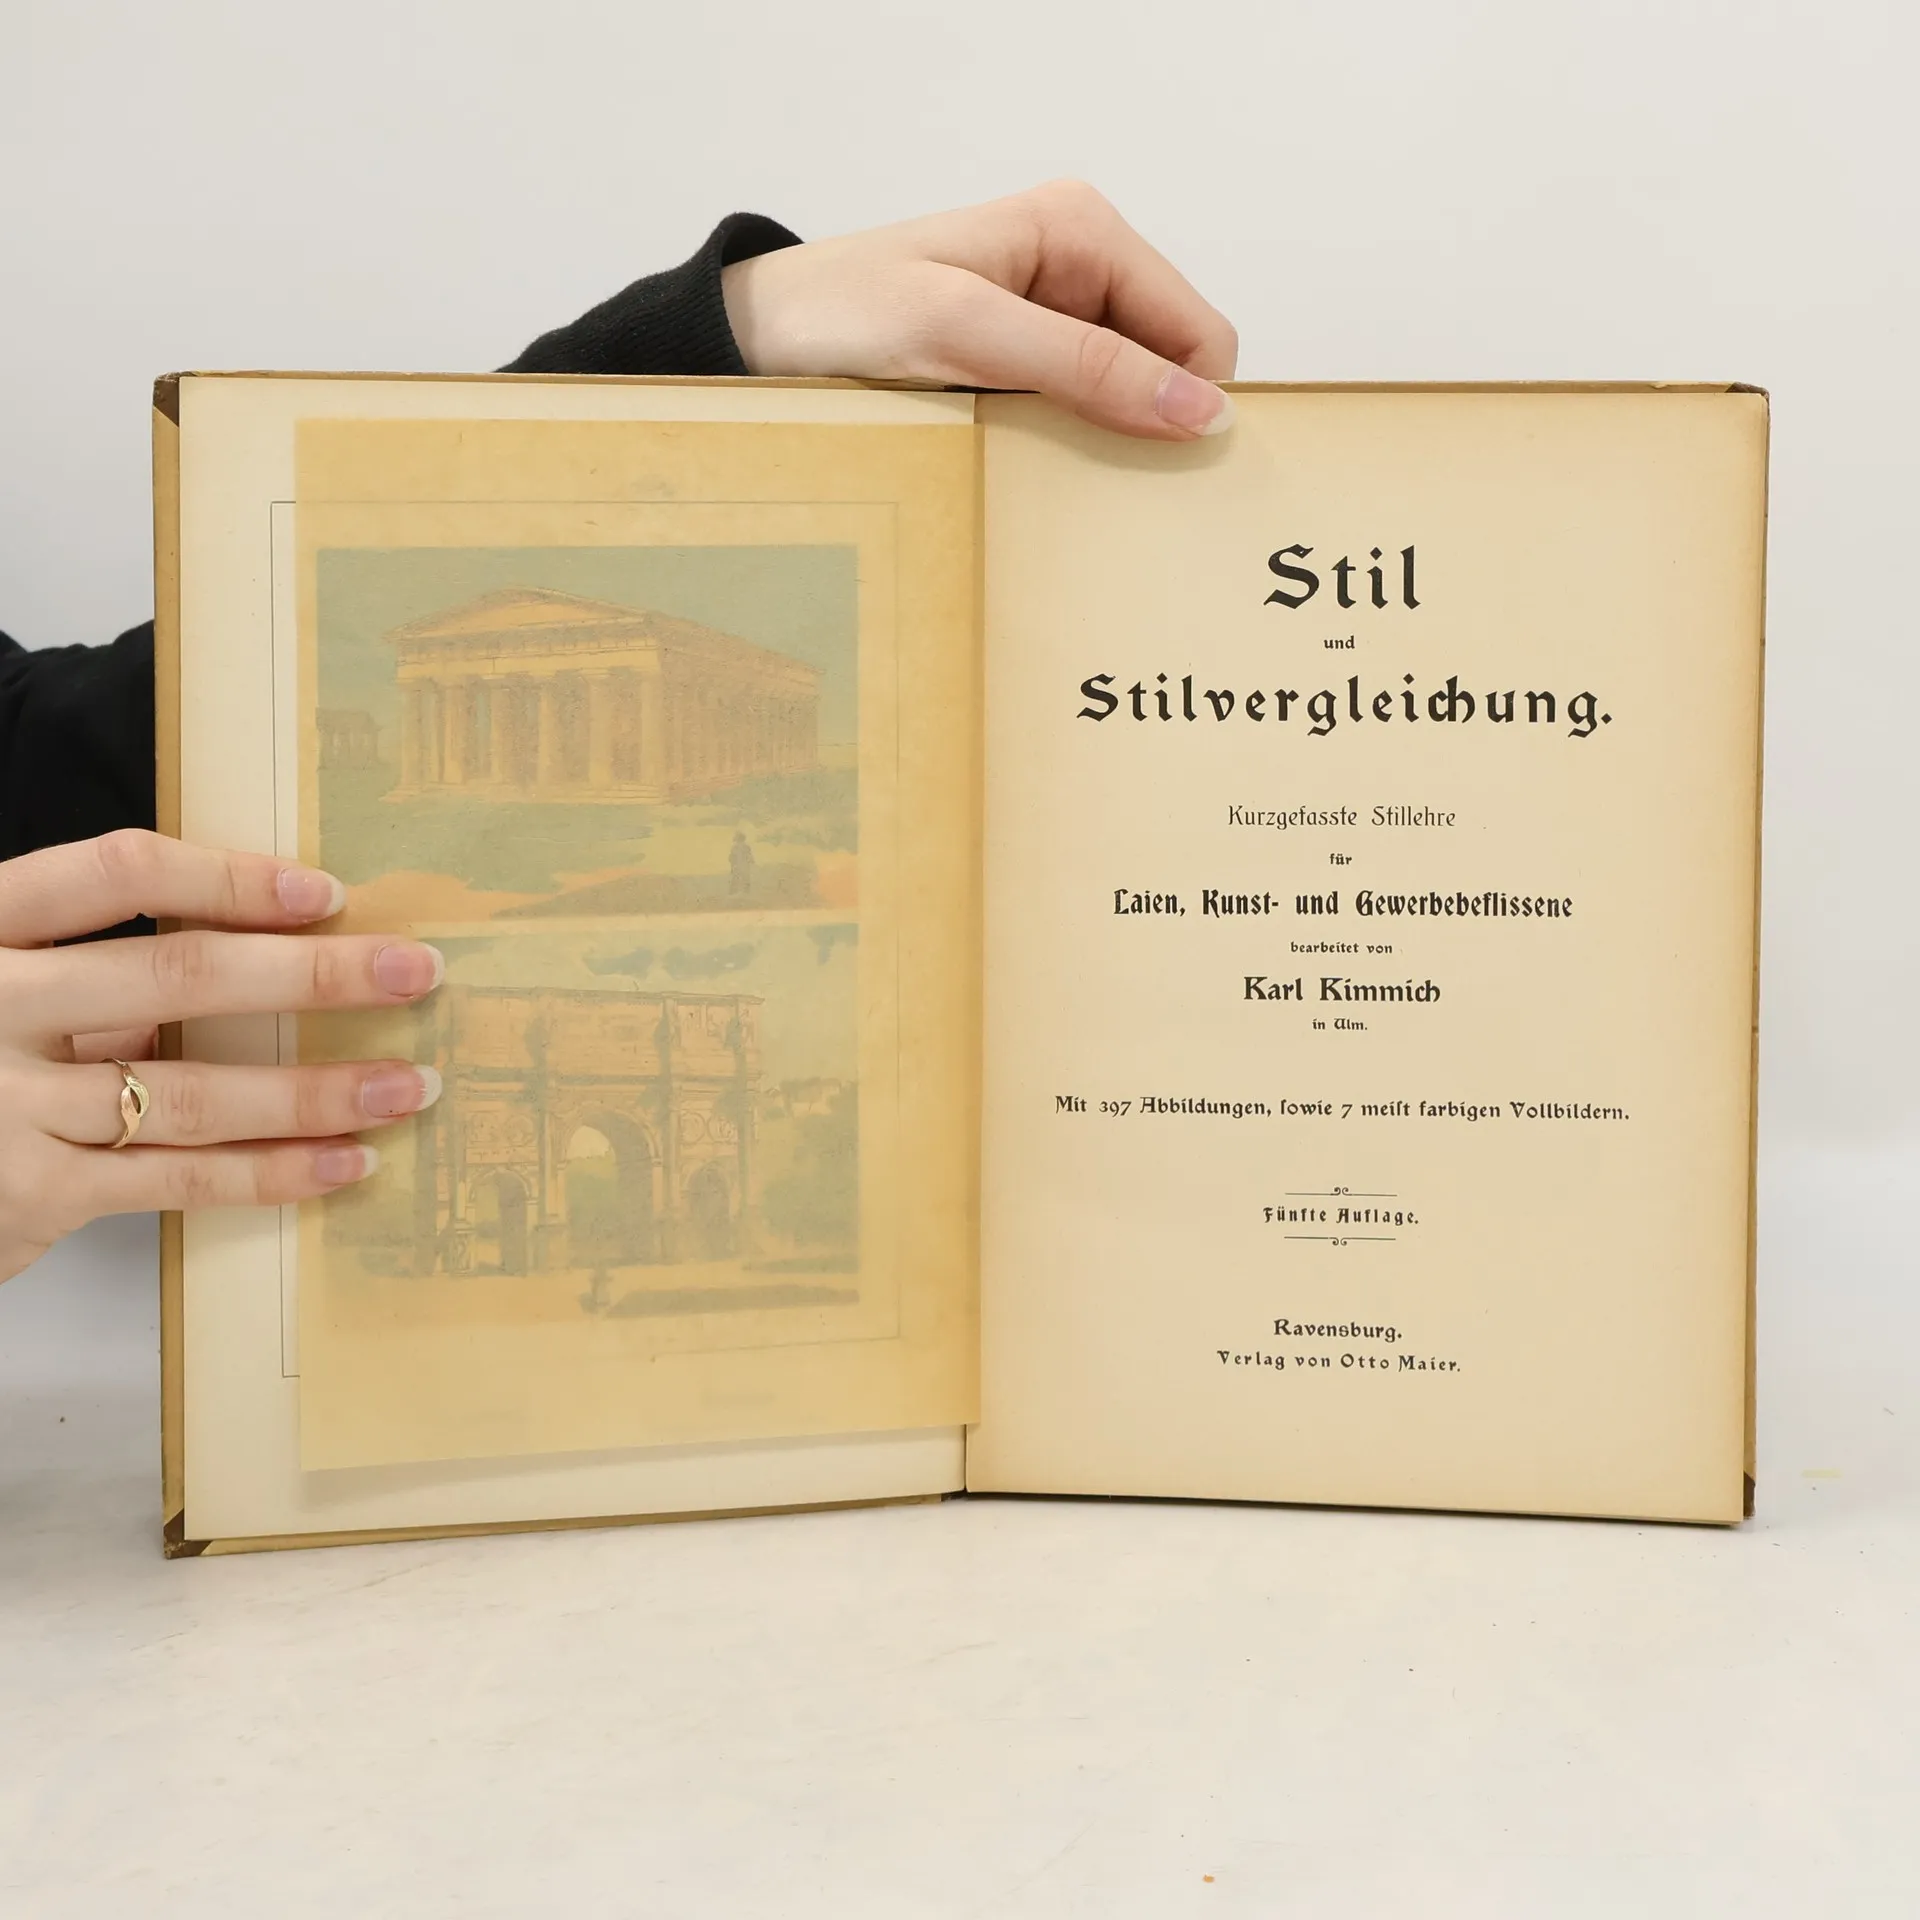 Stil
und
Stilvergleichung.
Kurzgefasste Stillehre
für
Laien, Kunst- und Gewerbebeflissene
bearbeitet von
Karl Kimmich
in Ulm.
Mit 397 Abbildungen, ſowie 7 meiſt farbigen Vollbildern.
Fünfte Auflage.
Ravensburg.
Verlag von Otto Maier.